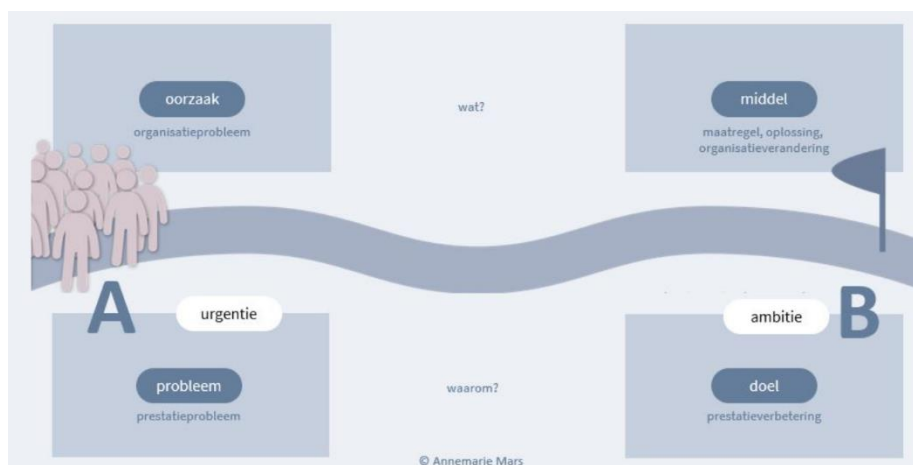 oorzaak
organisatieprobleem
wat?
middel
maatregel, oplossing,
organisatieverandering
A
urgentie
probleem
prestatieprobleem
waarom?
ambitie
B
doel
prestatieverbetering
© Annemarie Mars